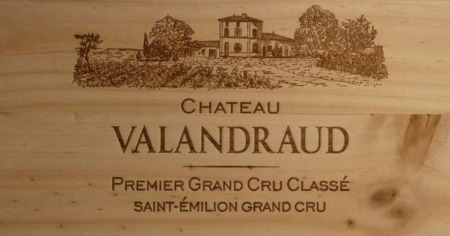 CHATEAU
VALANDRAUD
PREMIER GRAND CRU CLASSÉ
SAINT-ÉMILION GRAND CRU